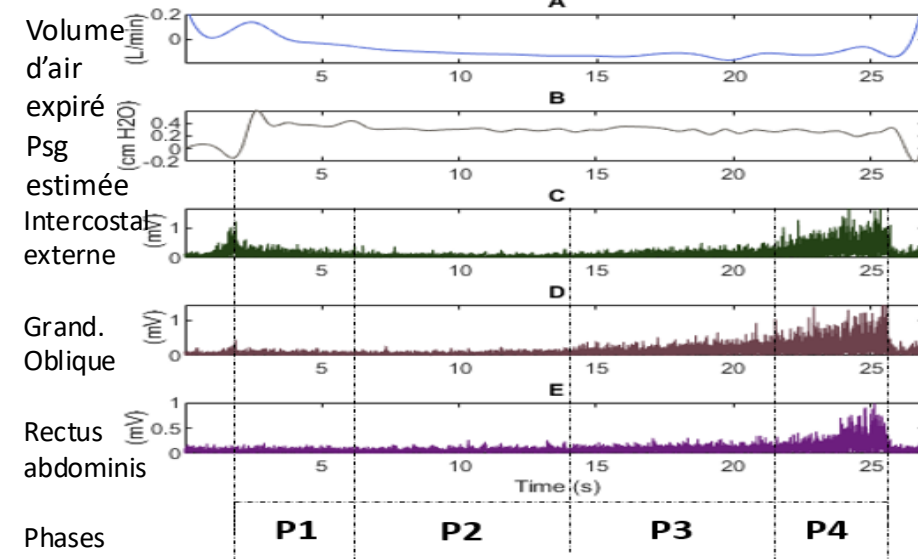 A
Volume
d’air
expiré
(L/min)
0.2
0
5 10 15 20 25
B
Psg
estimée
(cm H2O)
0.4
0.2
0
-0.2
5 10 15 20 25
C
Intercostal
externe
(mV)
1
0
5 10 15 20 25
D
Grand.
Oblique
(mV)
1
0
5 10 15 20 25
E
Rectus
abdominis
(mV)
1
0.5
0
5 10 15 20 25
Time (s)
Phases P1 P2 P3 P4